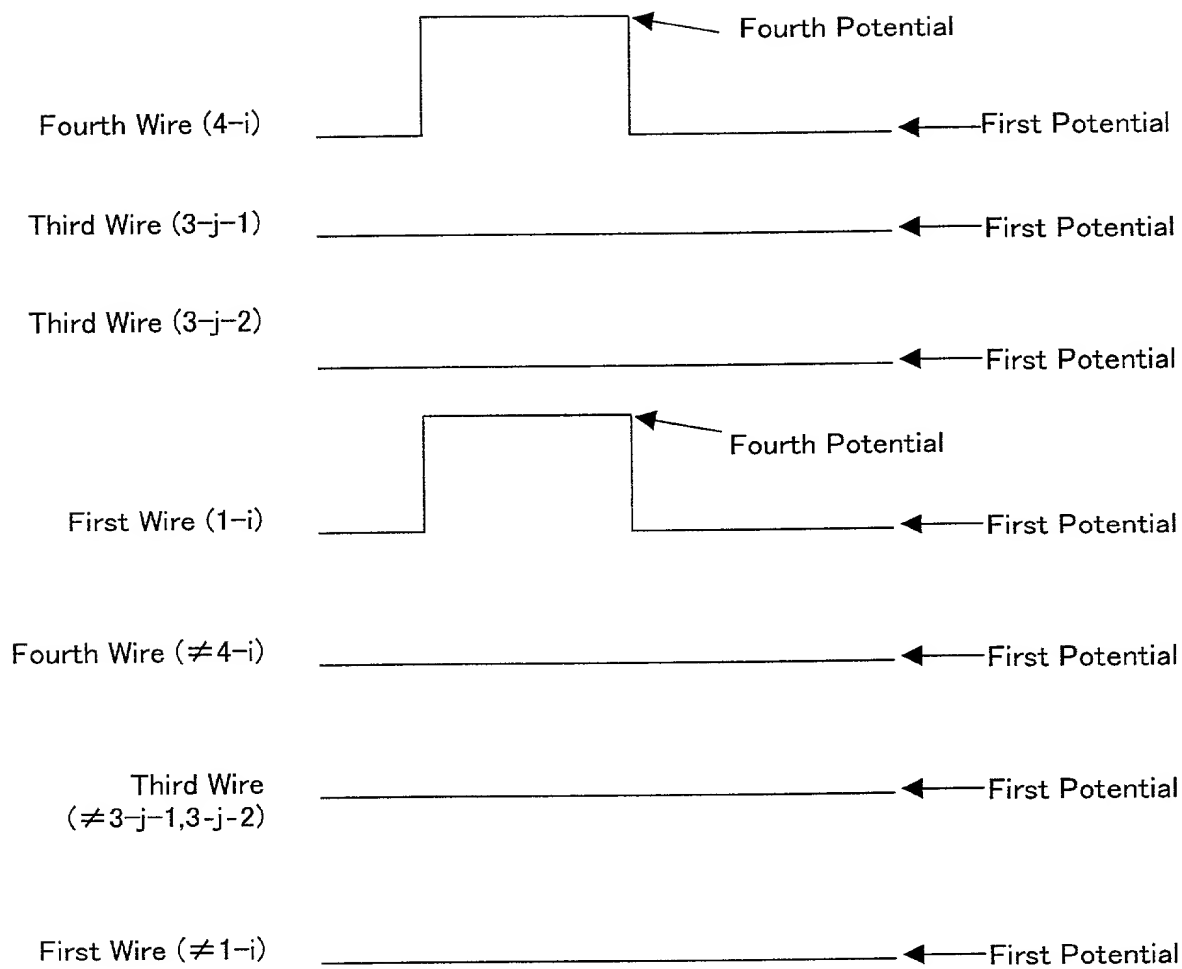 Fourth Potential
Fourth Wire (4-i) First Potential
Third Wire (3-j-1) First Potential
Third Wire (3-j-2)
First Potential
Fourth Potential
First Wire (1-i) First Potential
Fourth Wire (≠4-i) First Potential
Third Wire First Potential
(≠3-j-1,3-j-2)
First Wire (≠1-i) First Potential